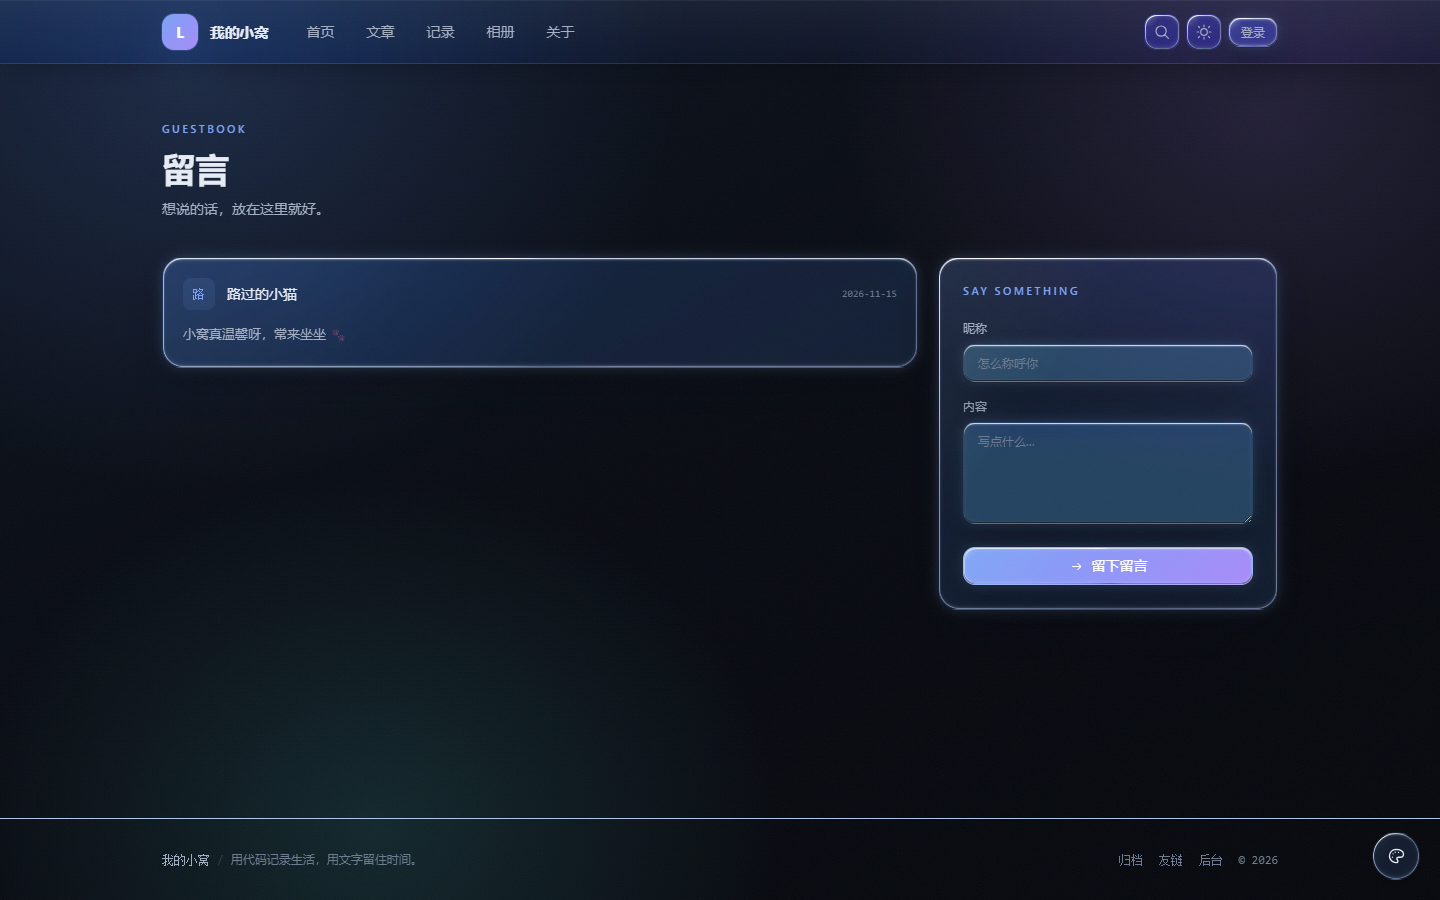 L 我的小窝 首页 文章 记录 相册 关于 登录
GUESTBOOK
留言
想说的话，放在这里就好。
路 路过的小猫 2026-11-15
小窝真温馨呀，常来坐坐
SAY SOMETHING
昵称
怎么称呼你
内容
写点什么...
→ 留下留言
我的小窝 / 用代码记录生活，用文字留住时间。 归档 友链 后台 © 2026